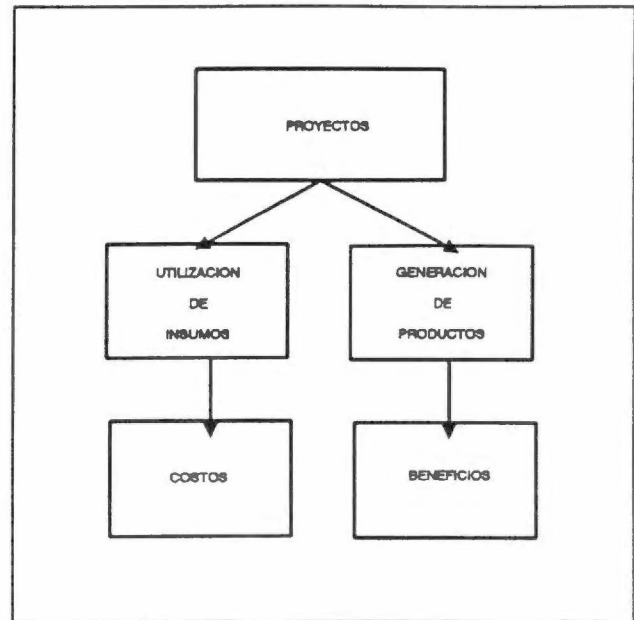 PROYECTOS
UTILIZACION
DE
INSUMOS
GENERACION
DE
PRODUCTOS
COSTOS
BENEFICIOS